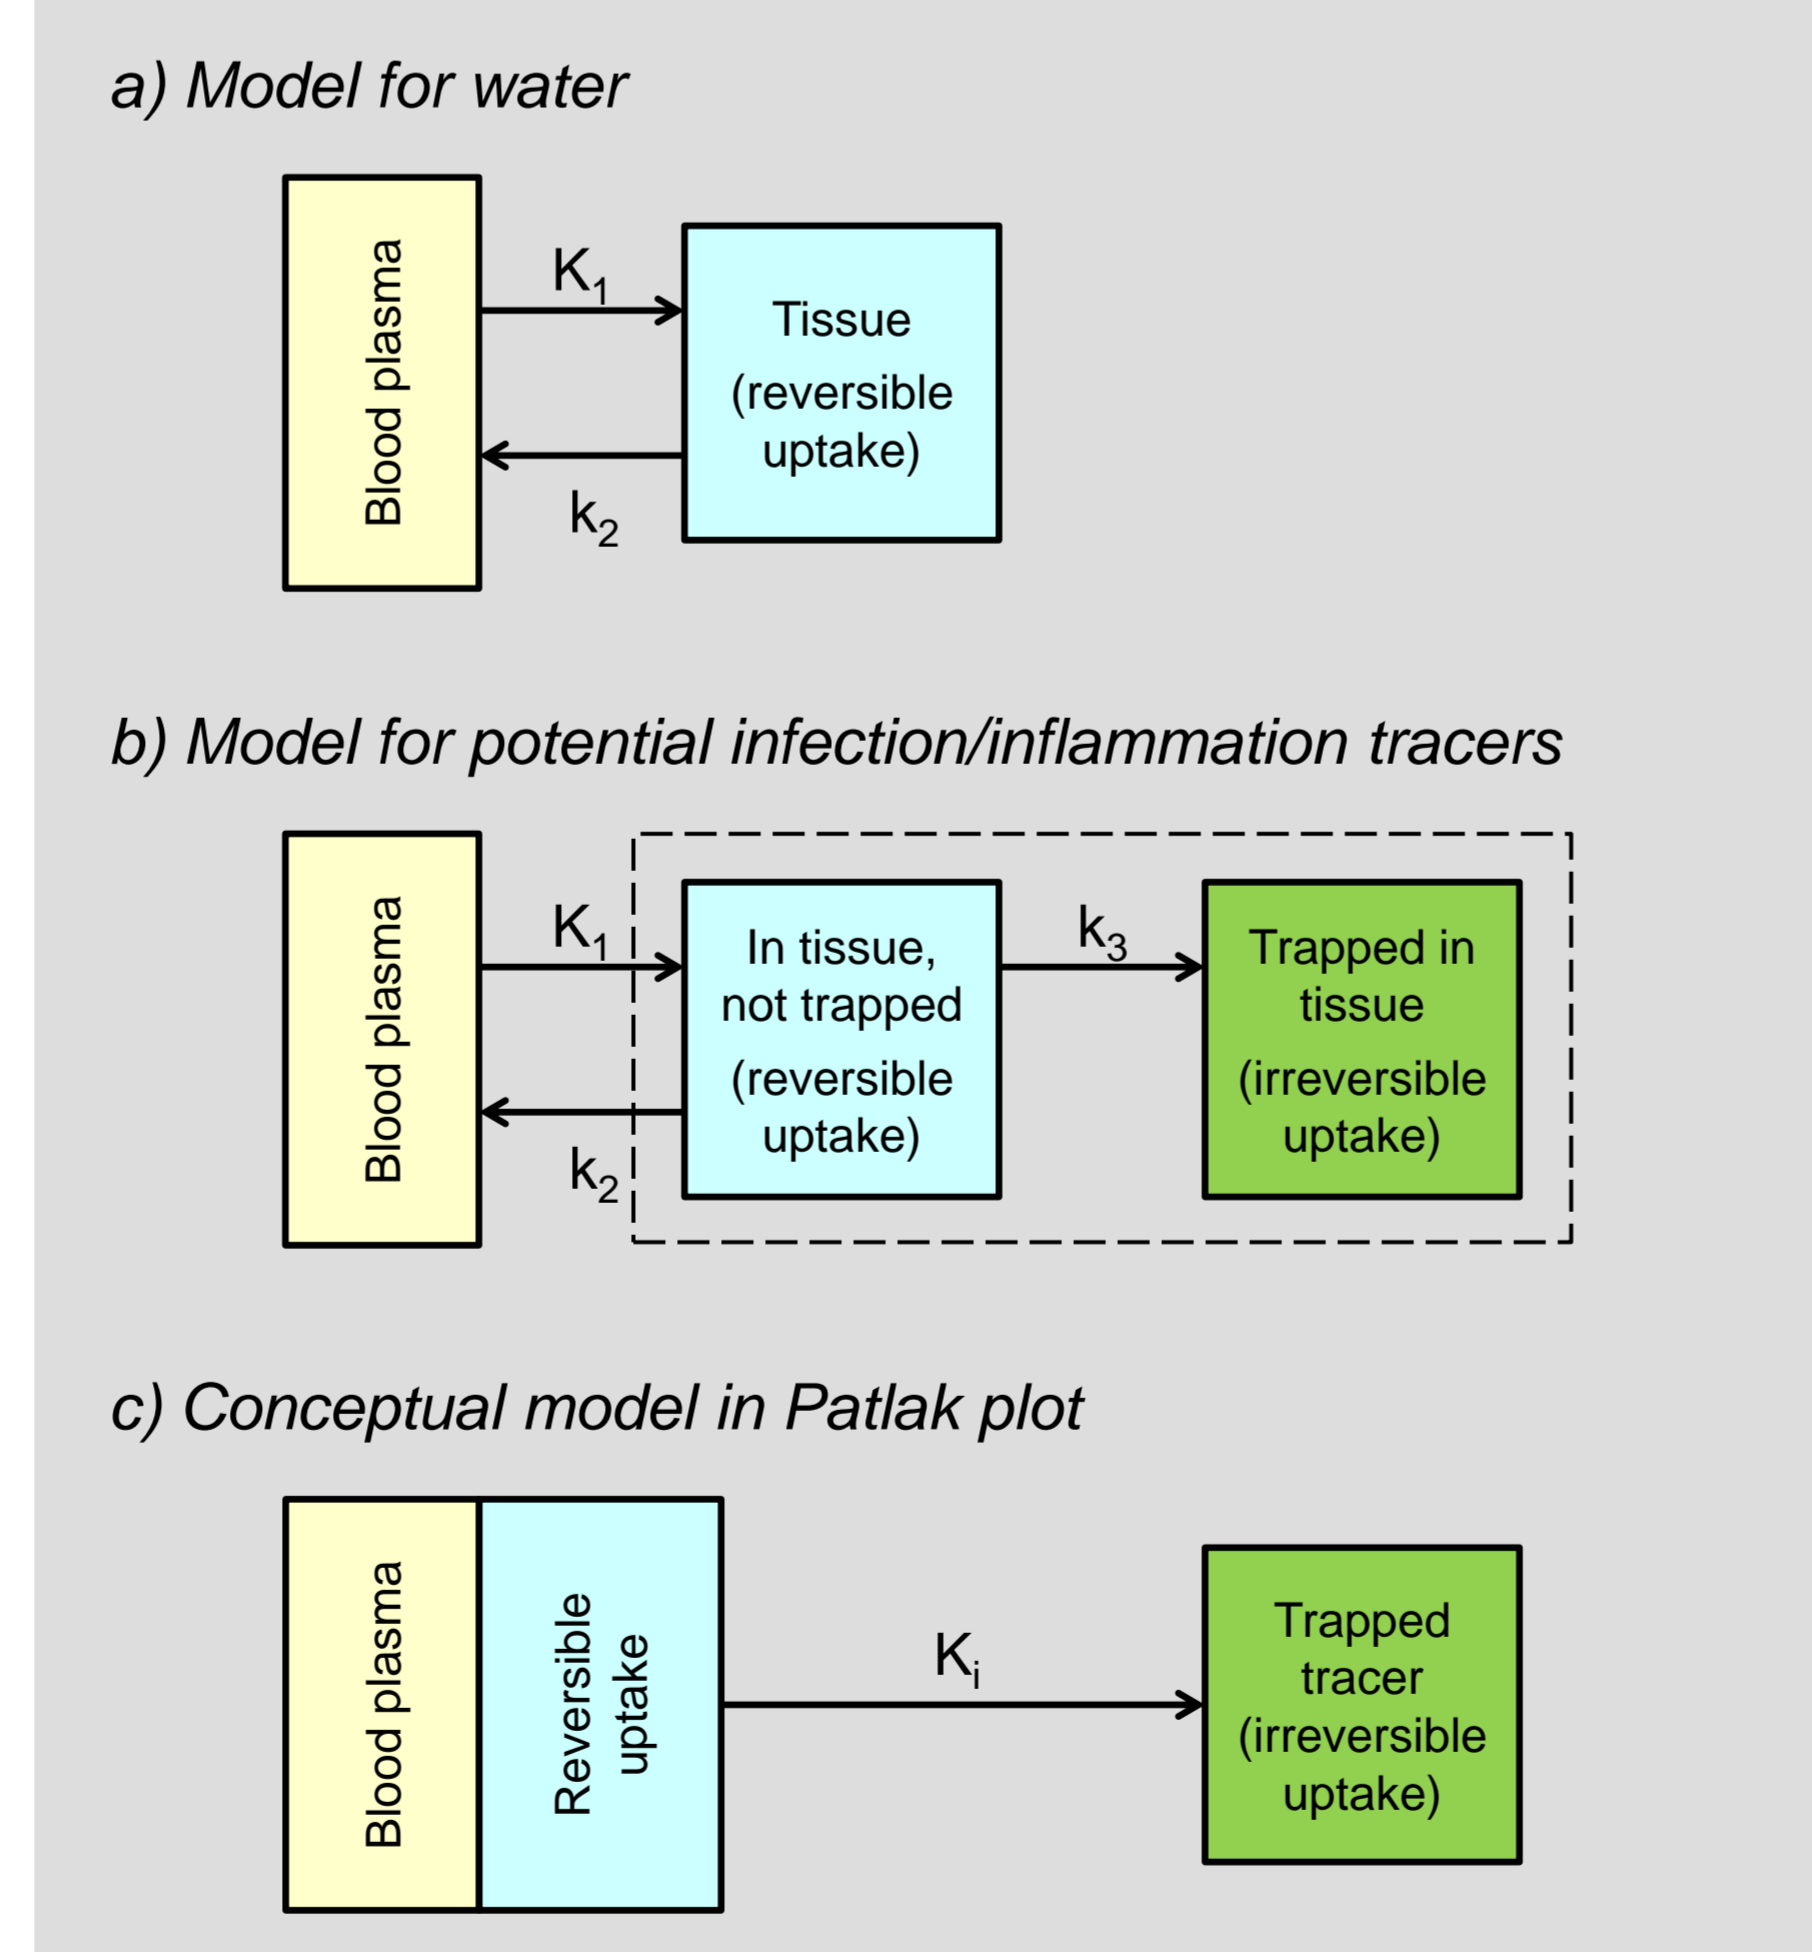 a) Model for water
Blood plasma
K₁
k₂
Tissue
(reversible
uptake)
b) Model for potential infection/inflammation tracers
Blood plasma
K₁
k₂
In tissue,
not trapped
(reversible
uptake)
k₃
Trapped in
tissue
(irreversible
uptake)
c) Conceptual model in Patlak plot
Blood plasma
Reversible
uptake
Kᵢ
Trapped
tracer
(irreversible
uptake)